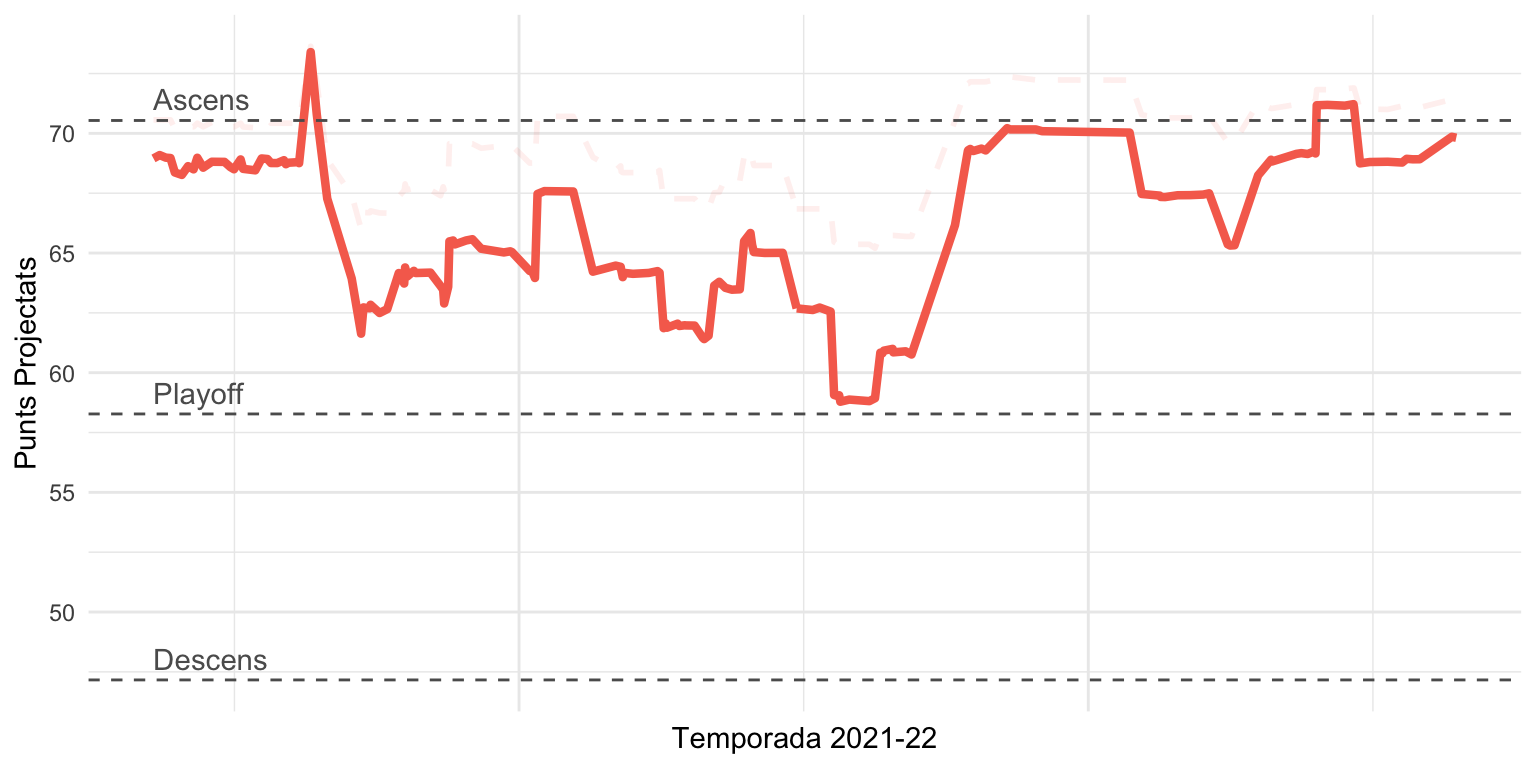 Ascens
70
65
Punts Projectats
60
Playoff
55
50
Descens
Temporada 2021-22